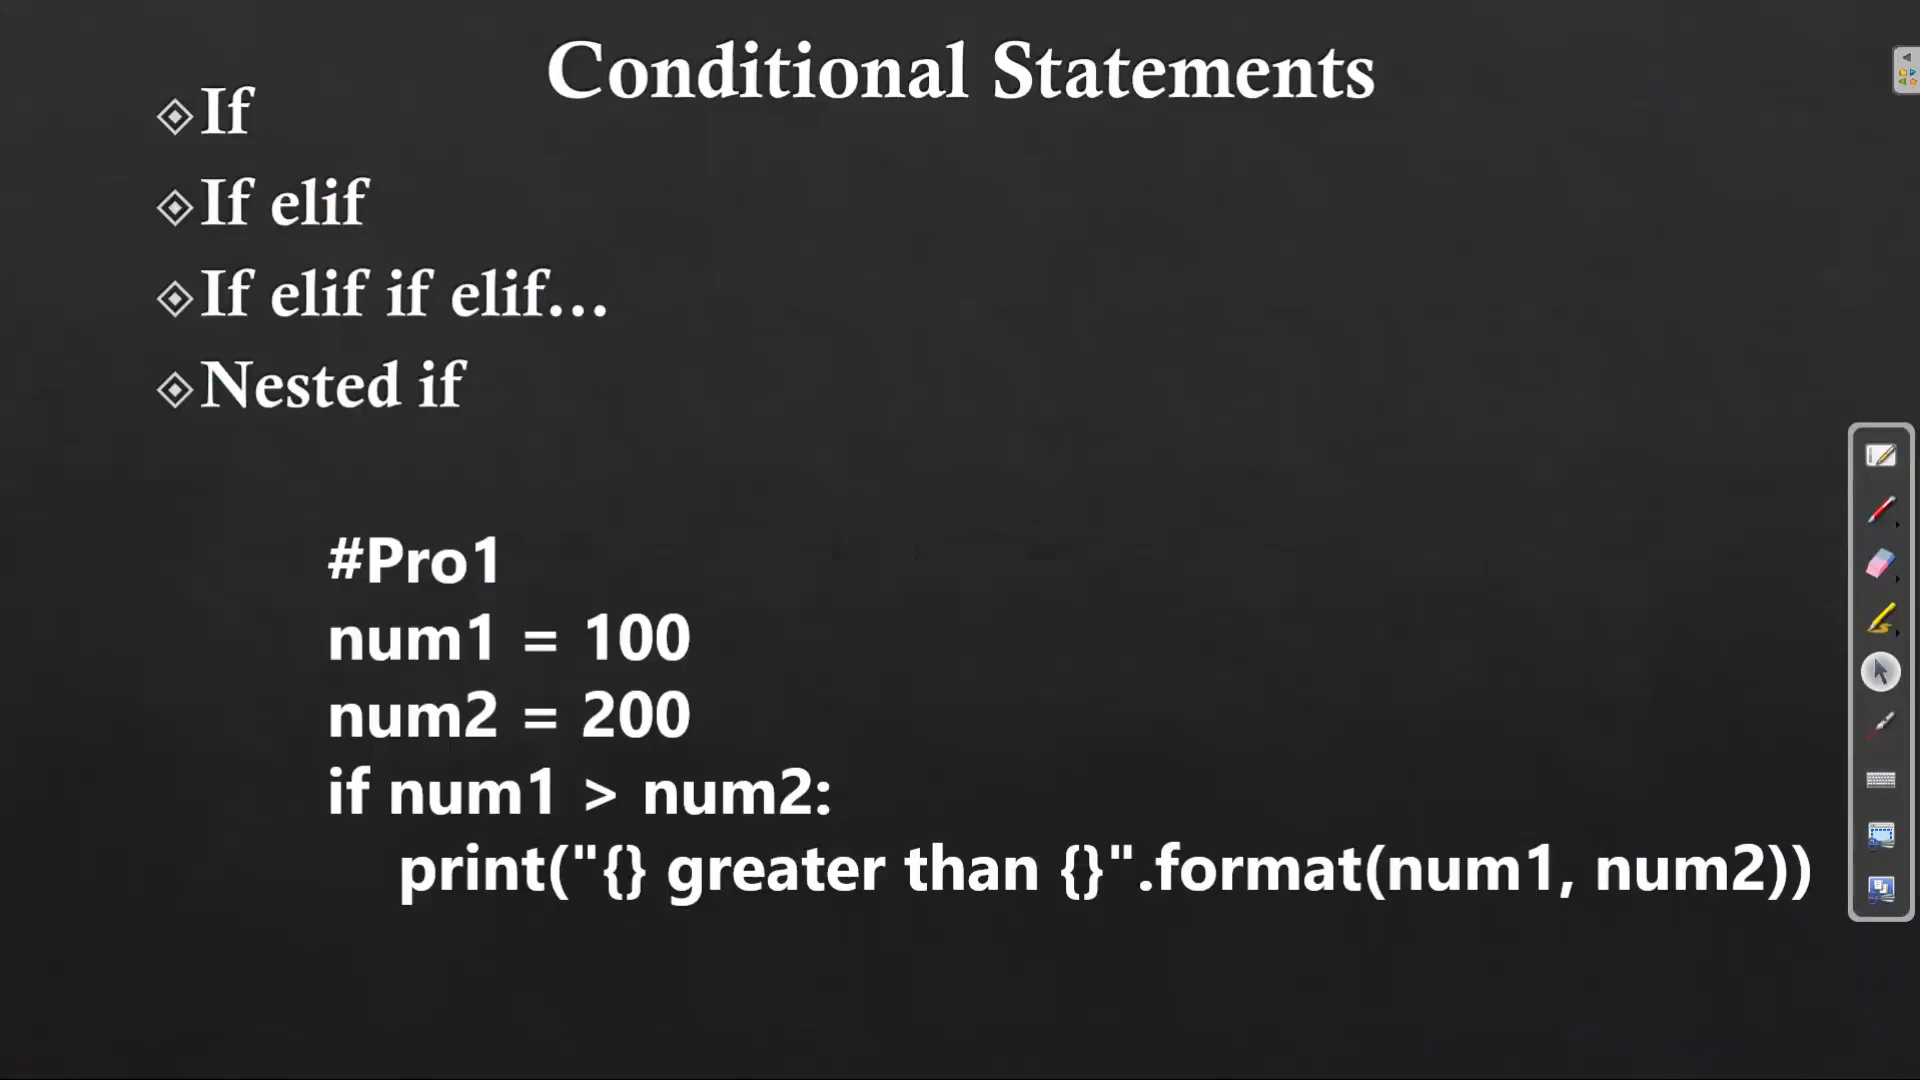 Conditional Statements
If
If elif
If elif if elif...
Nested if
#Pro1
num1 = 100
num2 = 200
if num1 > num2:
print("{} greater than {}".format(num1, num2))